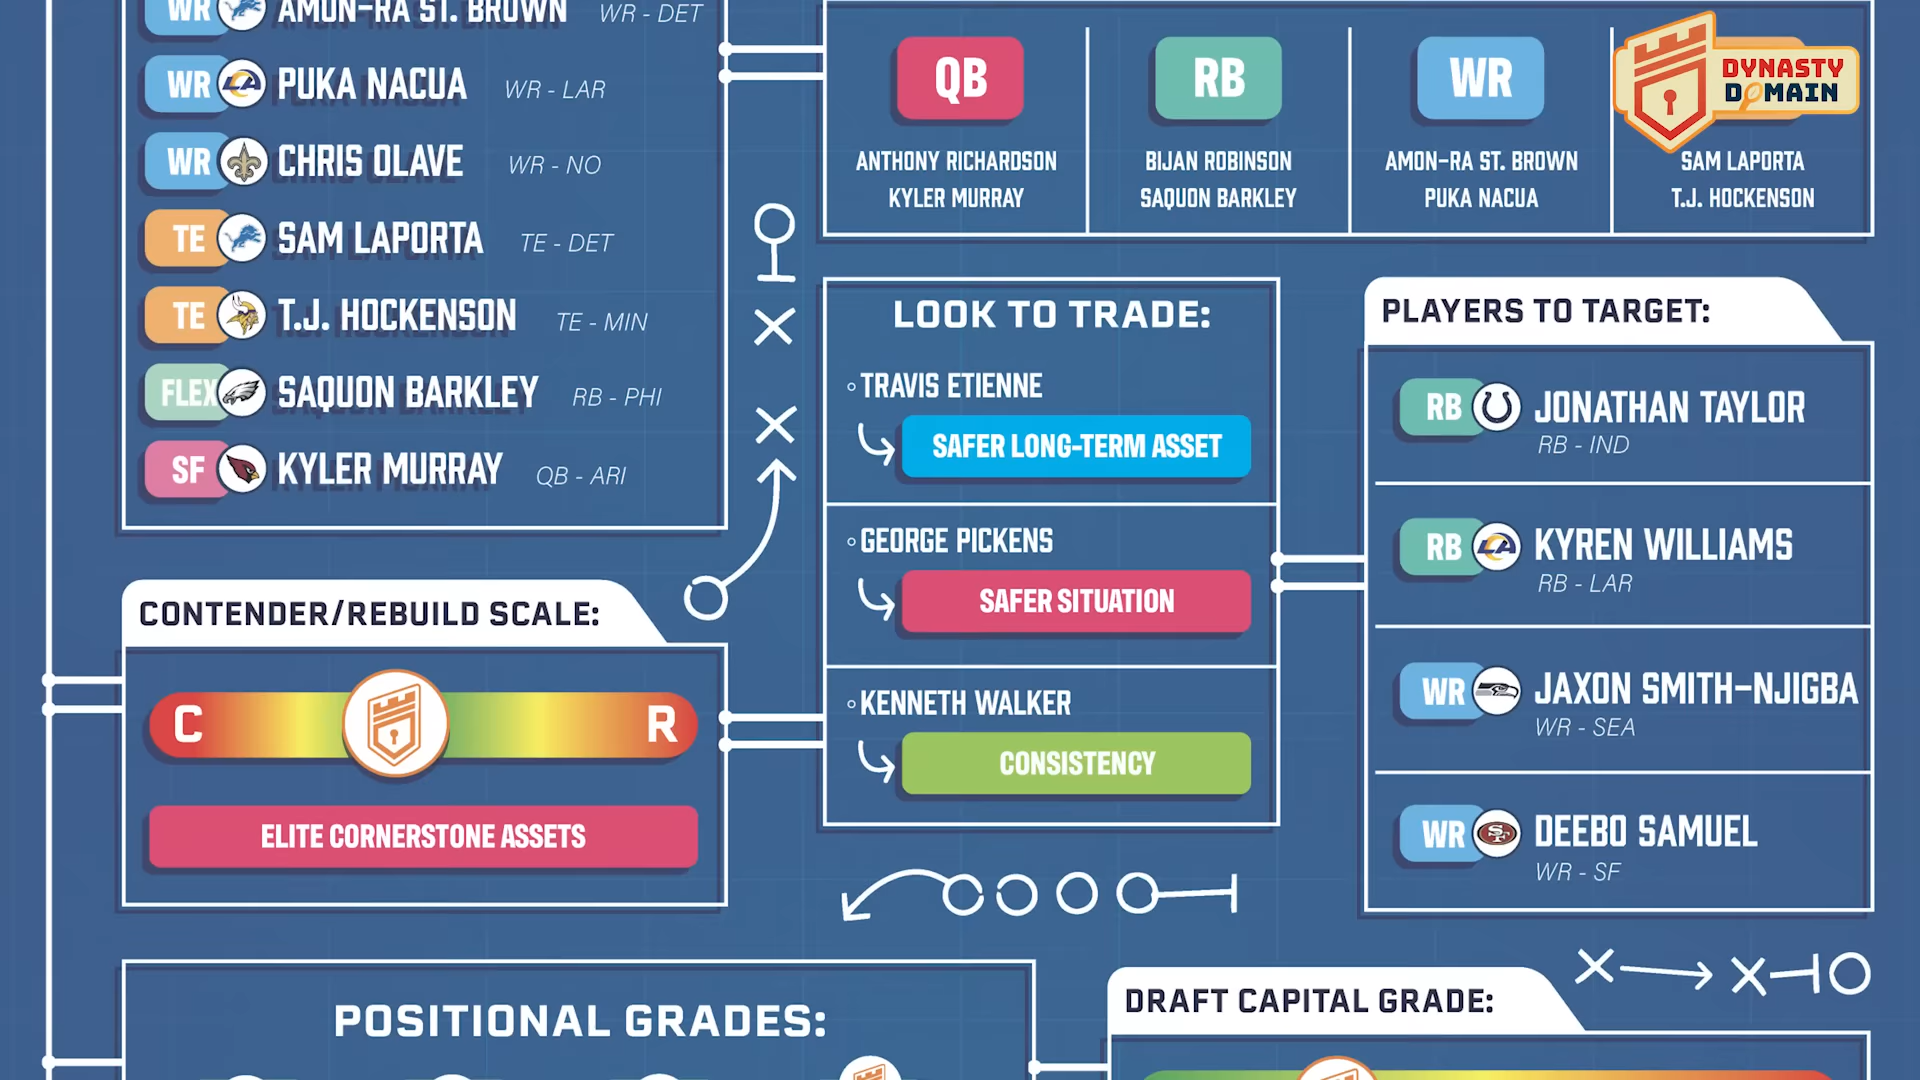 WR AMON-RA ST. BROWN WR - DET
WR PUKA NACUA WR - LAR
WR CHRIS OLAVE WR - NO
TE SAM LAPORTA TE - DET
TE T.J. HOCKENSON TE - MIN
FLEX SAQUON BARKLEY RB - PHI
SF KYLER MURRAY QB - ARI
QB
ANTHONY RICHARDSON
KYLER MURRAY
RB
BIJAN ROBINSON
SAQUON BARKLEY
WR
AMON-RA ST. BROWN
PUKA NACUA
DYNASTY
DOMAIN
SAM LAPORTA
T.J. HOCKENSON
LOOK TO TRADE:
TRAVIS ETIENNE
SAFER LONG-TERM ASSET
GEORGE PICKENS
SAFER SITUATION
KENNETH WALKER
CONSISTENCY
PLAYERS TO TARGET:
RB JONATHAN TAYLOR
RB - IND
RB KYREN WILLIAMS
RB - LAR
WR JAXON SMITH-NJIGBA
WR - SEA
WR DEEBO SAMUEL
WR - SF
CONTENDER/REBUILD SCALE:
C R
ELITE CORNERSTONE ASSETS
POSITIONAL GRADES:
DRAFT CAPITAL GRADE: